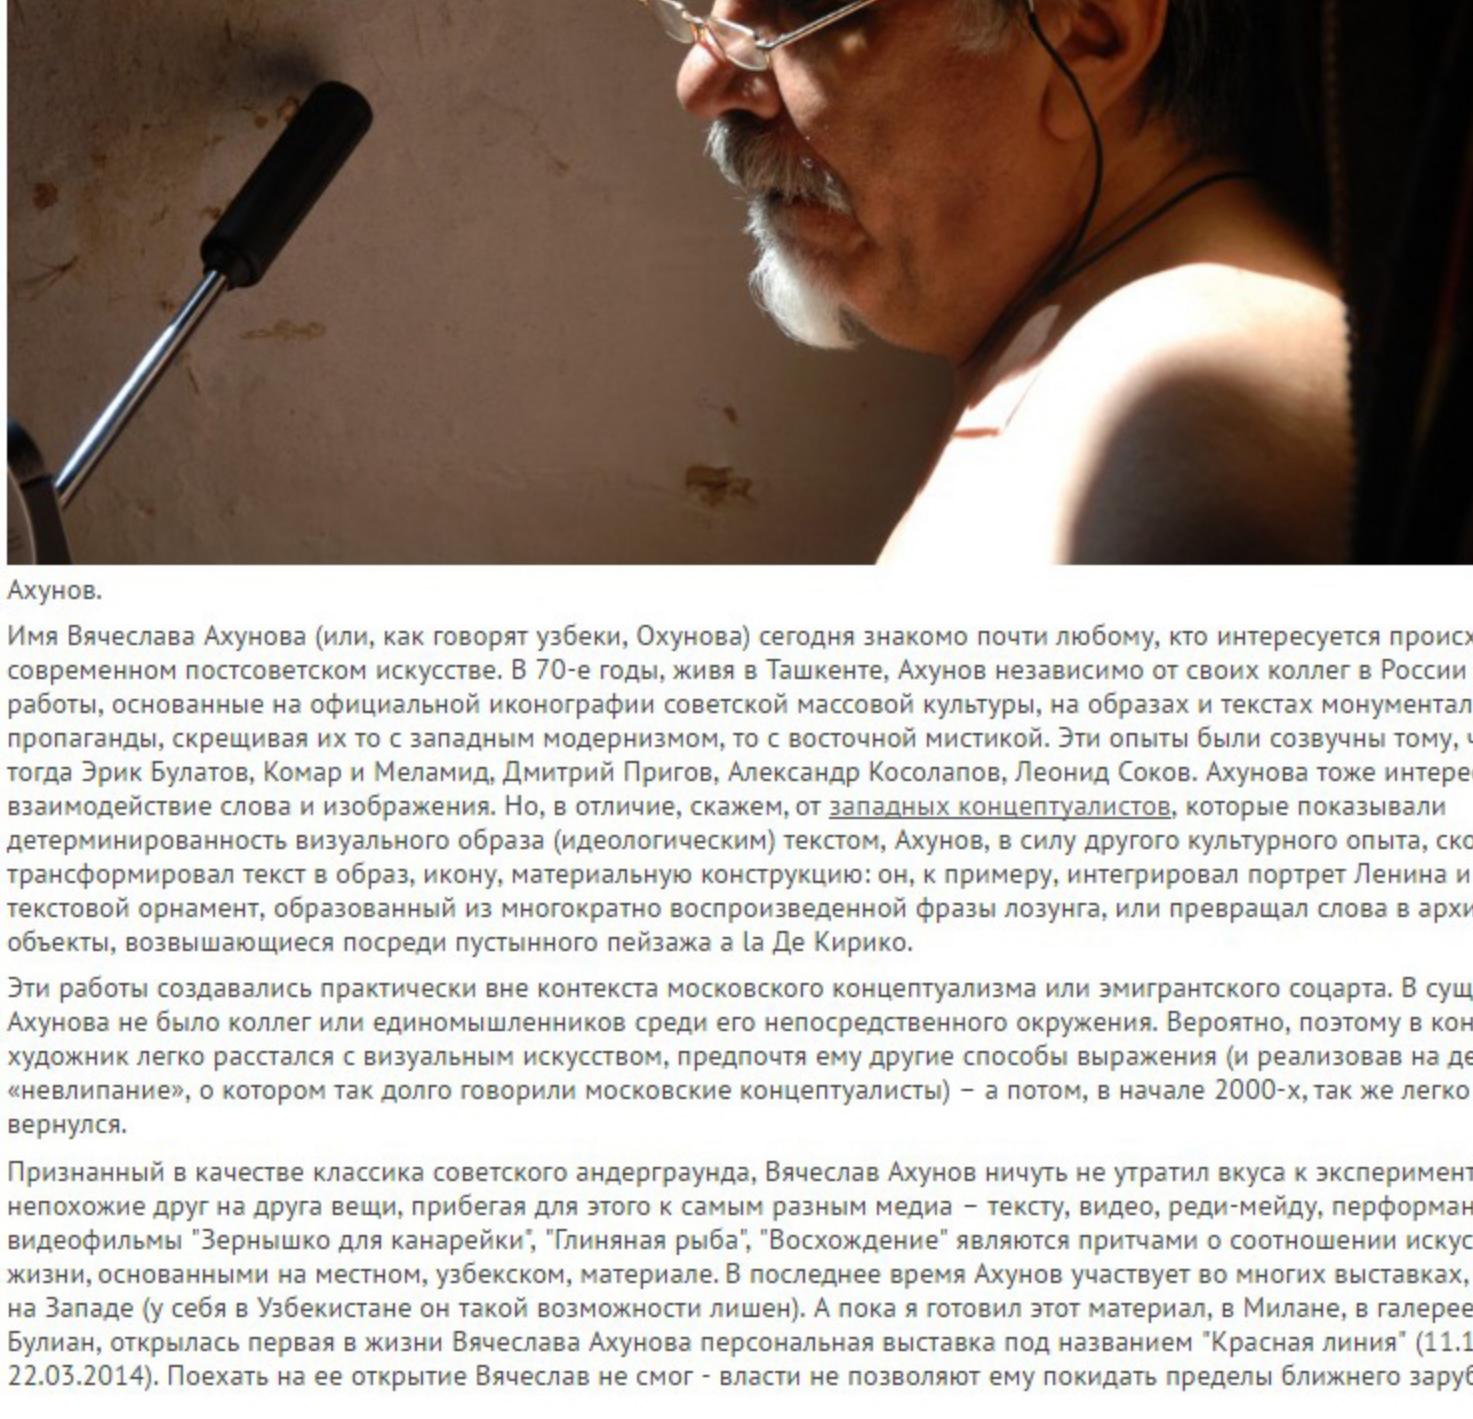 Ахунов.
Имя Вячеслава Ахунова (или, как говорят узбеки, Охунова) сегодня знакомо почти любому, кто интересуется происх
современном постсоветском искусстве. В 70-е годы, живя в Ташкенте, Ахунов независимо от своих коллег в России
работы, основанные на официальной иконографии советской массовой культуры, на образах и текстах монументал
пропаганды, скрещивая их то с западным модернизмом, то с восточной мистикой. Эти опыты были созвучны тому, ч
тогда Эрик Булатов, Комар и Меламид, Дмитрий Пригов, Александр Косолапов, Леонид Соков. Ахунова тоже интере
взаимодействие слова и изображения. Но, в отличие, скажем, от западных концептуалистов, которые показывали
детерминированность визуального образа (идеологическим) текстом, Ахунов, в силу другого культурного опыта, ско
трансформировал текст в образ, икону, материальную конструкцию: он, к примеру, интегрировал портрет Ленина и
текстовой орнамент, образованный из многократно воспроизведенной фразы лозунга, или превращал слова в архи
объекты, возвышающиеся посреди пустынного пейзажа a la Де Кирико.
Эти работы создавались практически вне контекста московского концептуализма или эмигрантского соцарта. В сущ
Ахунова не было коллег или единомышленников среди его непосредственного окружения. Вероятно, поэтому в кон
художник легко расстался с визуальным искусством, предпочтя ему другие способы выражения (и реализовав на де
«невлипание», о котором так долго говорили московские концептуалисты) – а потом, в начале 2000-х, так же легко
вернулся.
Признанный в качестве классика советского андерграунда, Вячеслав Ахунов ничуть не утратил вкуса к эксперимент
непохожие друг на друга вещи, прибегая для этого к самым разным медиа – тексту, видео, реди-мейду, перформан
видеофильмы "Зернышко для канарейки", "Глиняная рыба", "Восхождение" являются притчами о соотношении искус
жизни, основанными на местном, узбекском, материале. В последнее время Ахунов участвует во многих выставках,
на Западе (у себя в Узбекистане он такой возможности лишен). А пока я готовил этот материал, в Милане, в галерее
Булиан, открылась первая в жизни Вячеслава Ахунова персональная выставка под названием "Красная линия" (11.1
22.03.2014). Поехать на ее открытие Вячеслав не смог - власти не позволяют ему покидать пределы ближнего заруб